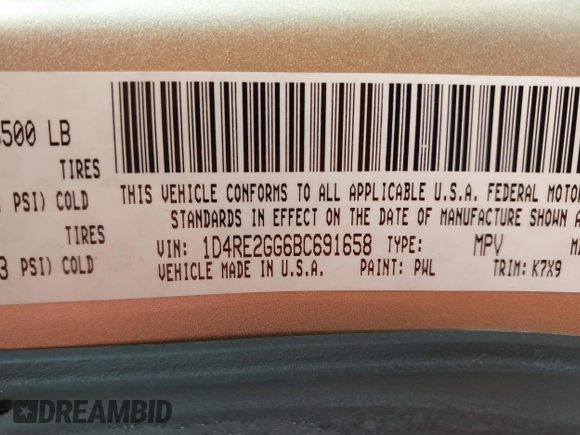 500 LB
TIRES
PSI) COLD
TIRES
3 PSI) COLD
THIS VEHICLE CONFORMS TO ALL APPLICABLE U.S.A. FEDERAL MOTO
STANDARDS IN EFFECT ON THE DATE OF MANUFACTURE SHOWN A
VIN: 1D4RE2GG6BC691658 TYPE: MPV
VEHICLE MADE IN U.S.A. PAINT: PWL TRIM: K7X9
DREAMBID